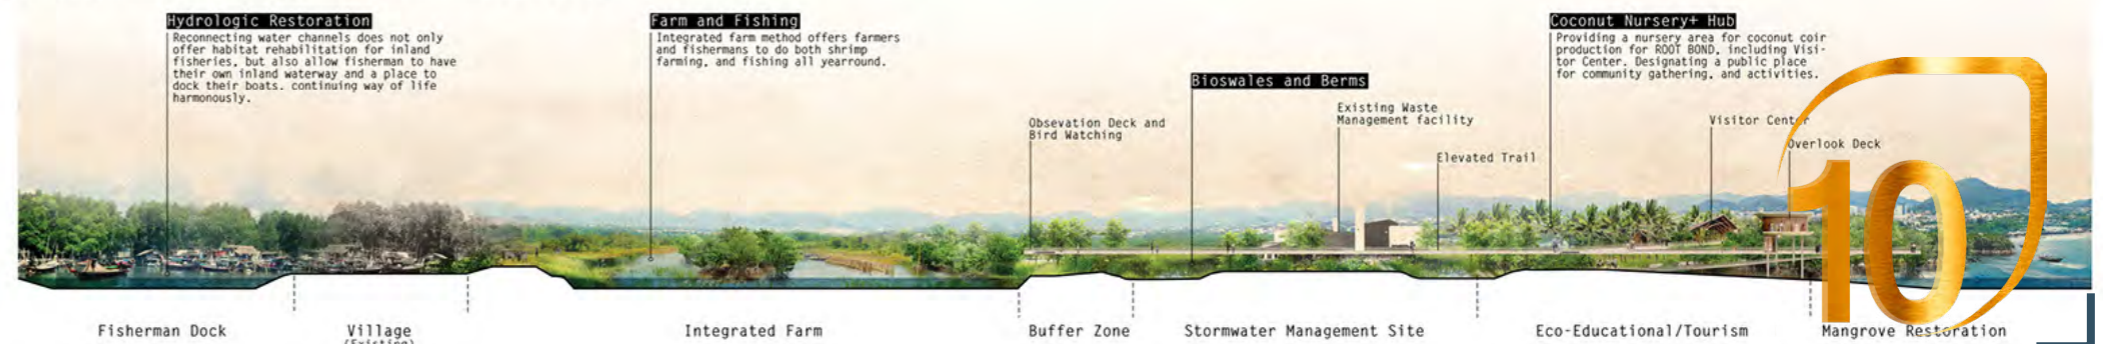 Hydrologic Restoration
Reconnecting water channels does not only
offer habitat rehabilitation for inland
fisheries, but also allow fisherman to have
their own inland waterway and a place to
dock their boats. continuing way of life
harmonously.
Farm and Fishing
Integrated farm method offers farmers
and fishermans to do both shrimp
farming, and fishing all yearround.
Bioswales and Berms
Coconut Nursery+ Hub
Providing a nursery area for coconut coir
production for ROOT BOND, including Visi-
tor Center. Designating a public place
for community gathering, and activities.
Obsevation Deck and
Bird Watching
Existing Waste
Management facility
Elevated Trail
Visitor Center
Overlook Deck
10
Fisherman Dock
Village
(Existing)
Integrated Farm
Buffer Zone
Stormwater Management Site
Eco-Educational/Tourism
Mangrove Restoration